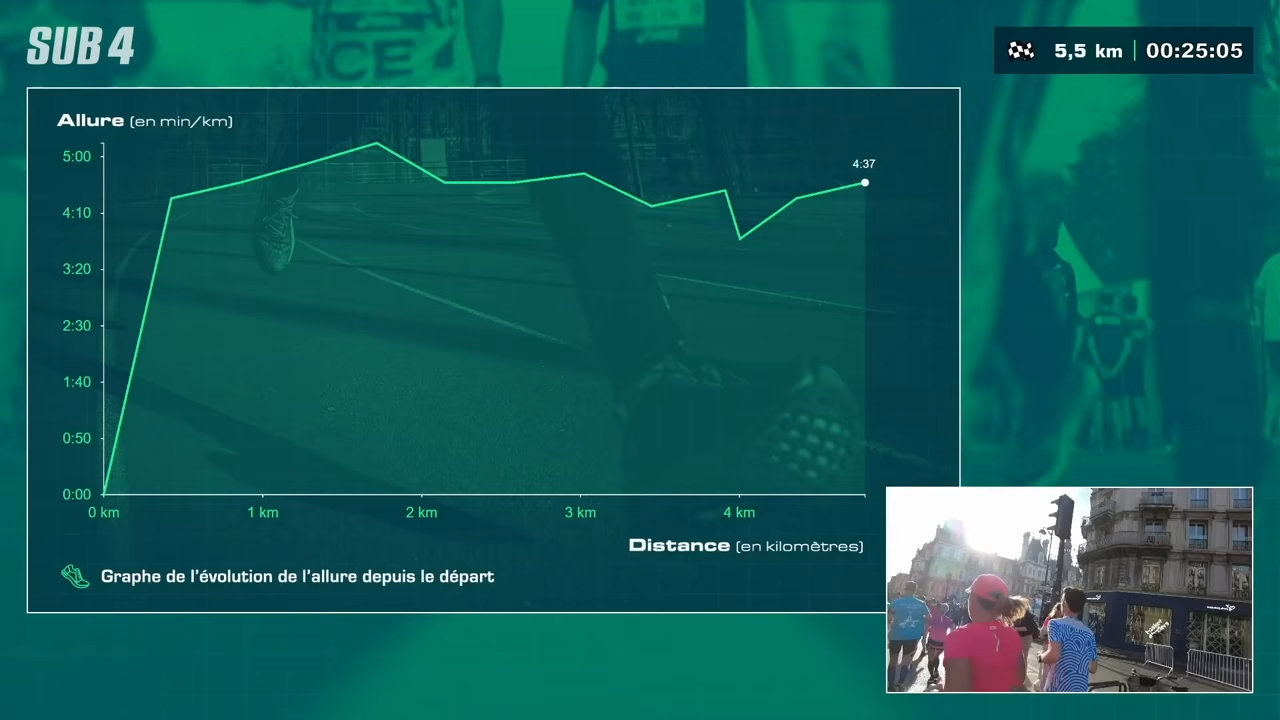 SUB 4
5,5 km | 00:25:05
Allure (en min/km)
5:00
4:37
4:10
3:20
2:30
1:40
0:50
0:00
0 km 1 km 2 km 3 km 4 km
Distance (en kilomètres)
Graphe de l'évolution de l'allure depuis le départ